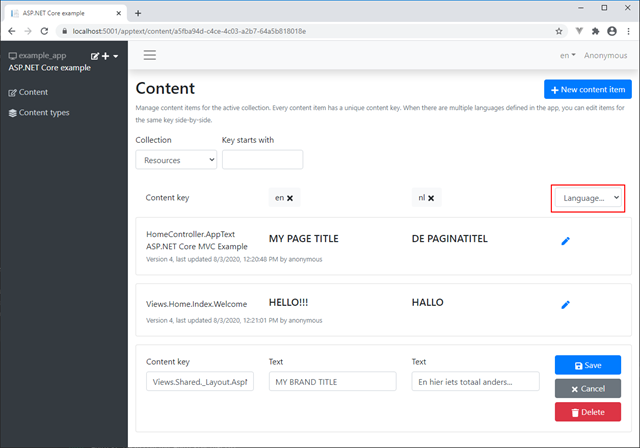 ASP.NET Core example
localhost:5001/apptext/content/a5fba94d-c4ce-4c03-a2b7-64a5b818018e
example_app
ASP.NET Core example
Content
Content types
en
Anonymous
Content
New content item
Manage content items for the active collection. Every content item has a unique content key. When there are multiple languages defined in the app, you can edit items for
the same key side-by-side.
Collection
Key starts with
Resources
Content key
en
nl
Language...
HomeController.AppText
ASP.NET Core MVC Example
MY PAGE TITLE
DE PAGINATITEL
Version 4, last updated 8/3/2020, 12:20:48 PM by anonymous
Views.Home.Index.Welcome
HELLO!!!
HALLO
Version 4, last updated 8/3/2020, 12:21:01 PM by anonymous
Content key
Text
Text
Save
Views.Shared._Layout.AspN
MY BRAND TITLE
En hier iets totaal anders...
Cancel
Delete